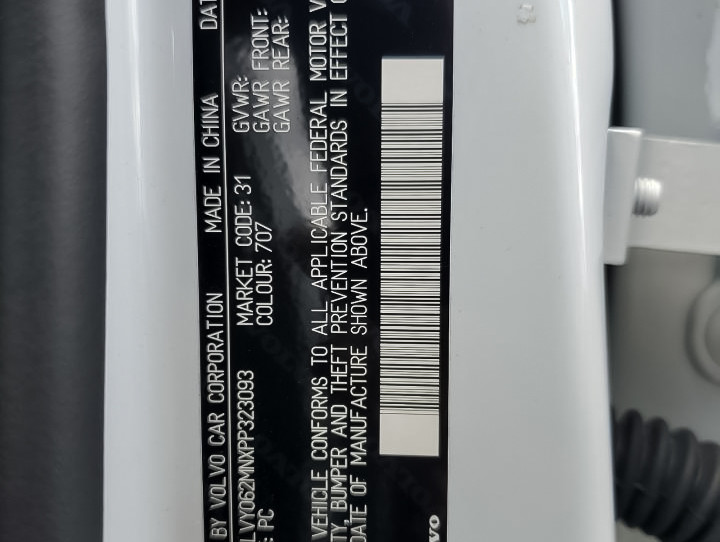 BY VOLVO CAR CORPORATION MADE IN CHINA DAT
LVY062MNXPP323093 GVWR:
: PC MARKET CODE: 31 GAWR FRONT:
COLOUR: 707 GAWR REAR:
VEHICLE CONFORMS TO ALL APPLICABLE FEDERAL MOTOR V
TY, BUMPER AND THEFT PREVENTION STANDARDS IN EFFECT O
DATE OF MANUFACTURE SHOWN ABOVE.
VO